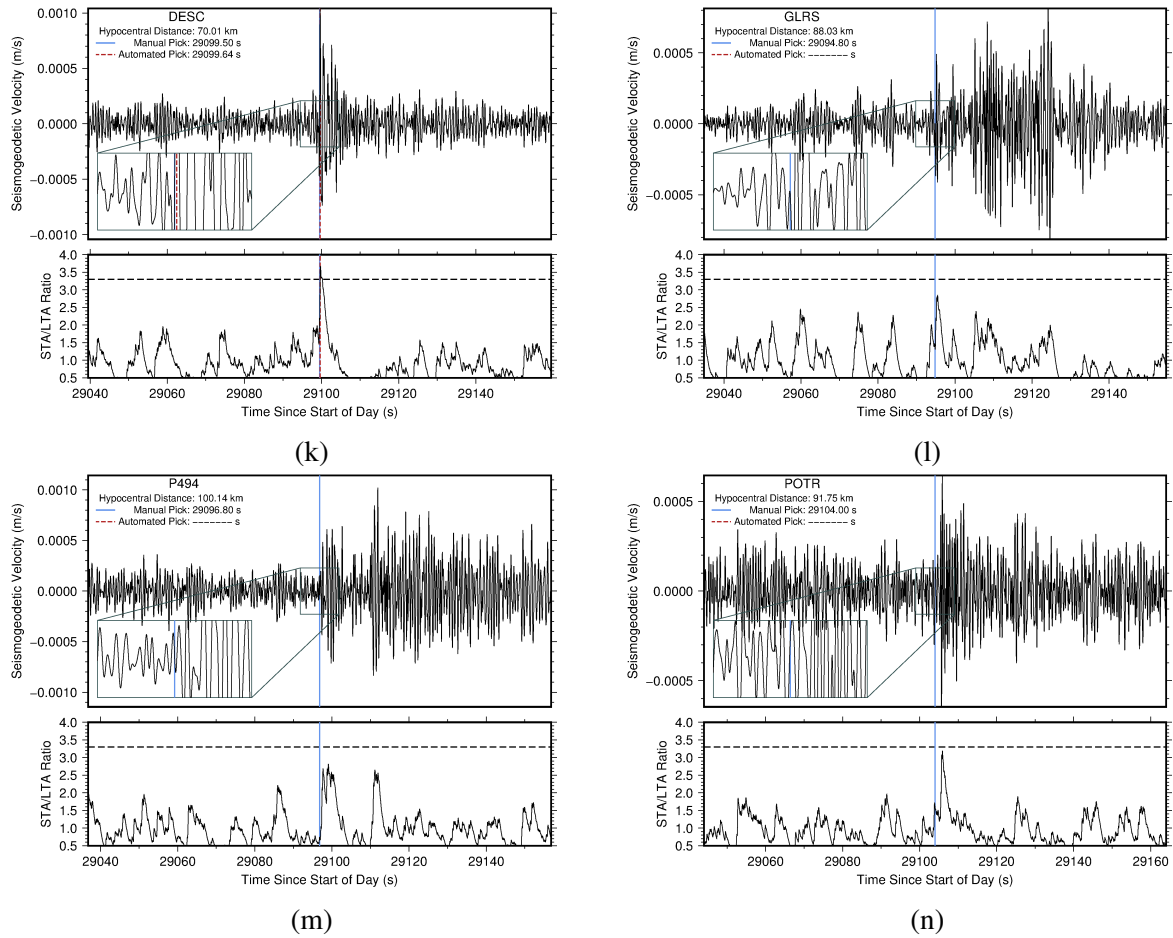 DESC
Hypocentral Distance: 70.01 km
Manual Pick: 29099.50 s
Automated Pick: 29099.64 s
Seismogeodetic Velocity (m/s)
0.0010
0.0005
0.0000
−0.0005
−0.0010
STA/LTA Ratio
4.0
3.5
3.0
2.5
2.0
1.5
1.0
0.5
29040 29060 29080 29100 29120 29140
Time Since Start of Day (s)
(k)
GLRS
Hypocentral Distance: 88.03 km
Manual Pick: 29094.80 s
Automated Pick: −−−−−−− s
Seismogeodetic Velocity (m/s)
0.0005
0.0000
−0.0005
STA/LTA Ratio
4.0
3.5
3.0
2.5
2.0
1.5
1.0
0.5
29040 29060 29080 29100 29120 29140
Time Since Start of Day (s)
(l)
P494
Hypocentral Distance: 100.14 km
Manual Pick: 29096.80 s
Automated Pick: −−−−−−− s
Seismogeodetic Velocity (m/s)
0.0010
0.0005
0.0000
−0.0005
−0.0010
STA/LTA Ratio
4.0
3.5
3.0
2.5
2.0
1.5
1.0
0.5
29040 29060 29080 29100 29120 29140
Time Since Start of Day (s)
(m)
POTR
Hypocentral Distance: 91.75 km
Manual Pick: 29104.00 s
Automated Pick: −−−−−−− s
Seismogeodetic Velocity (m/s)
0.0005
0.0000
−0.0005
STA/LTA Ratio
4.0
3.5
3.0
2.5
2.0
1.5
1.0
0.5
29060 29080 29100 29120 29140 29160
Time Since Start of Day (s)
(n)